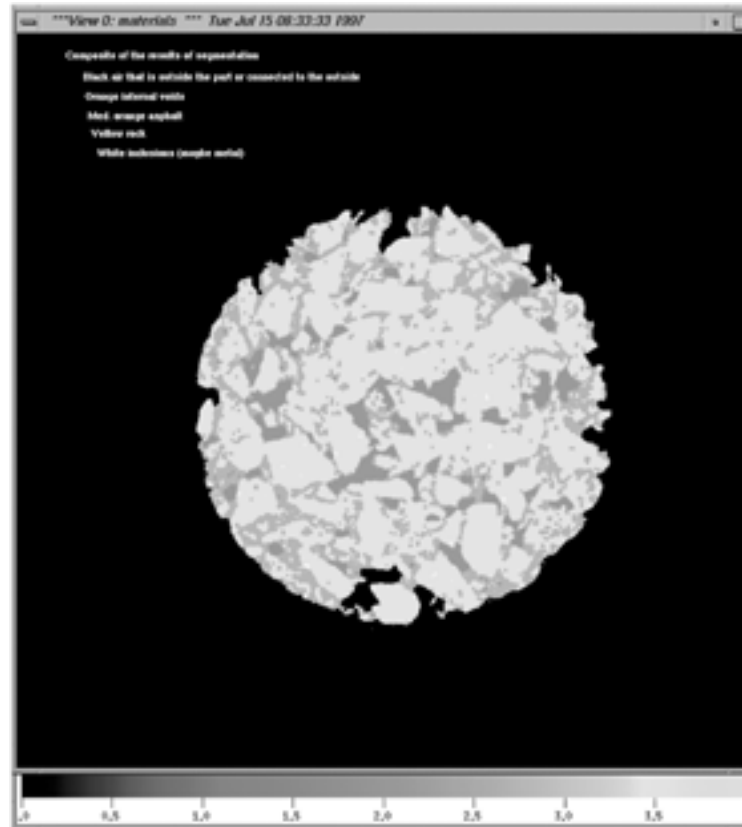 ***View 0: materials *** Tue Jul 15 08:33:33 1997
Composite of the results of segmentation
Black air that is outside the part or connected to the outside
Orange internal voids
Med. orange asphalt
Yellow rock
White inclusions (maybe metal)
.0 0.5 1.0 1.5 2.0 2.5 3.0 3.5